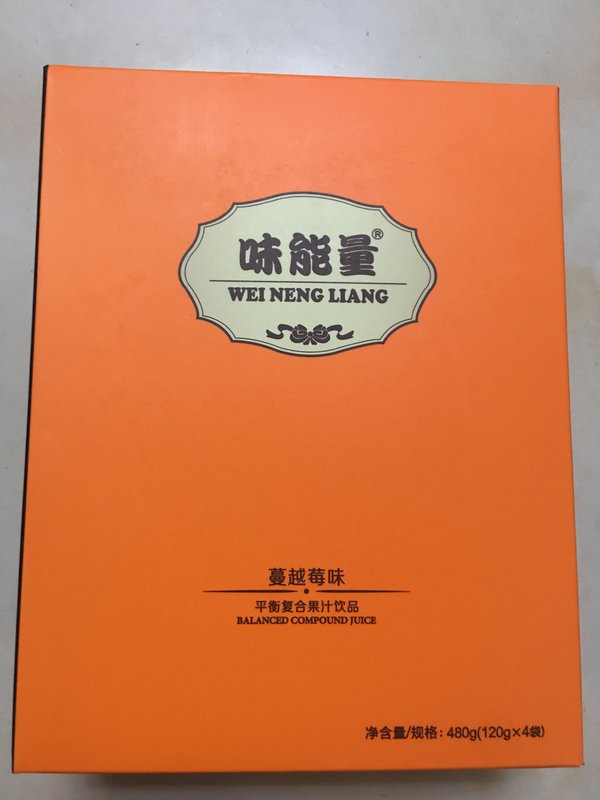 味能量®
WEI NENG LIANG
蔓越莓味
平衡复合果汁饮品
BALANCED COMPOUND JUICE
净含量/规格：480g(120g×4袋)